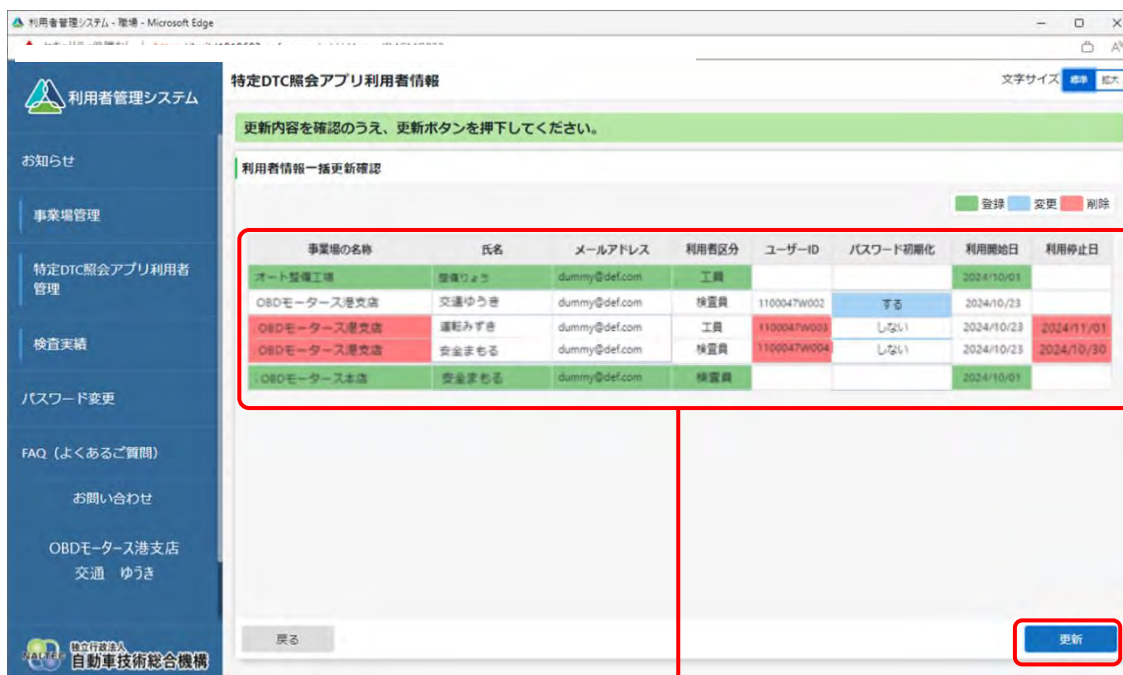 利用者管理システム - 職場 - Microsoft Edge
利用者管理システム
特定DTC照会アプリ利用者情報
文字サイズ 標準 拡大
更新内容を確認のうえ、更新ボタンを押下してください。
お知らせ
利用者情報一括更新確認
事業場管理
登録 変更 削除
事業場の名称 氏名 メールアドレス 利用者区分 ユーザーID パスワード初期化 利用開始日 利用停止日
オート整備工場 整備りょう dummy@def.com 工員 2024/10/01
OBDモータース港支店 交通ゆうき dummy@def.com 検査員 1100047W002 する 2024/10/23
OBDモータース港支店 運転みずき dummy@def.com 工員 1100047W003 しない 2024/10/23 2024/11/01
OBDモータース港支店 安全まもる dummy@def.com 検査員 1100047W004 しない 2024/10/23 2024/10/30
OBDモータース本店 安全まもる dummy@def.com 検査員 2024/10/01
特定DTC照会アプリ利用者
管理
検査実績
パスワード変更
FAQ（よくあるご質問）
お問い合わせ
OBDモータース港支店
交通 ゆうき
戻る
更新
NALTEC 独立行政法人
自動車技術総合機構